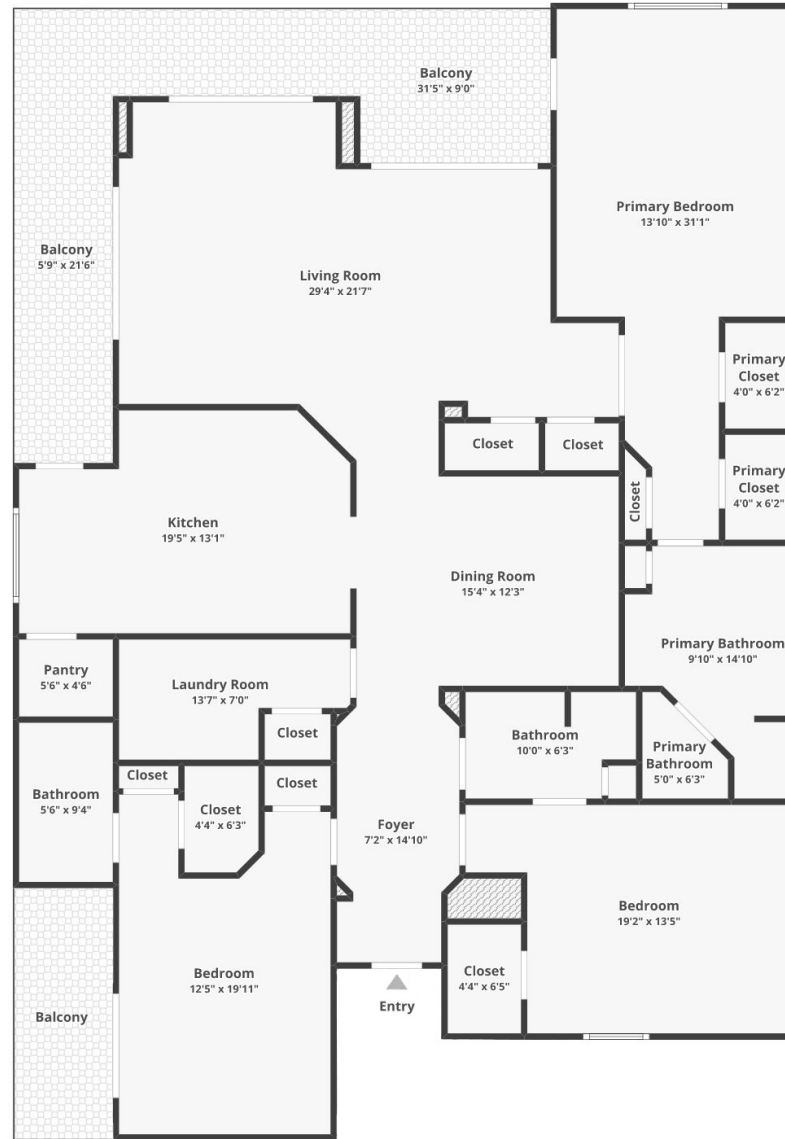 Balcony
31'5" x 9'0"
Primary Bedroom
13'10" x 31'1"
Balcony
5'9" x 21'6"
Living Room
29'4" x 21'7"
Primary
Closet
4'0" x 6'2"
Closet
Closet
Primary
Closet
4'0" x 6'2"
Closet
Kitchen
19'5" x 13'1"
Dining Room
15'4" x 12'3"
Primary Bathroom
9'10" x 14'10"
Pantry
5'6" x 4'6"
Laundry Room
13'7" x 7'0"
Closet
Bathroom
10'0" x 6'3"
Primary
Bathroom
5'0" x 6'3"
Bathroom
5'6" x 9'4"
Closet
Closet
4'4" x 6'3"
Closet
Foyer
7'2" x 14'10"
Bedroom
19'2" x 13'5"
Bedroom
12'5" x 19'11"
Closet
4'4" x 6'5"
Entry
Balcony